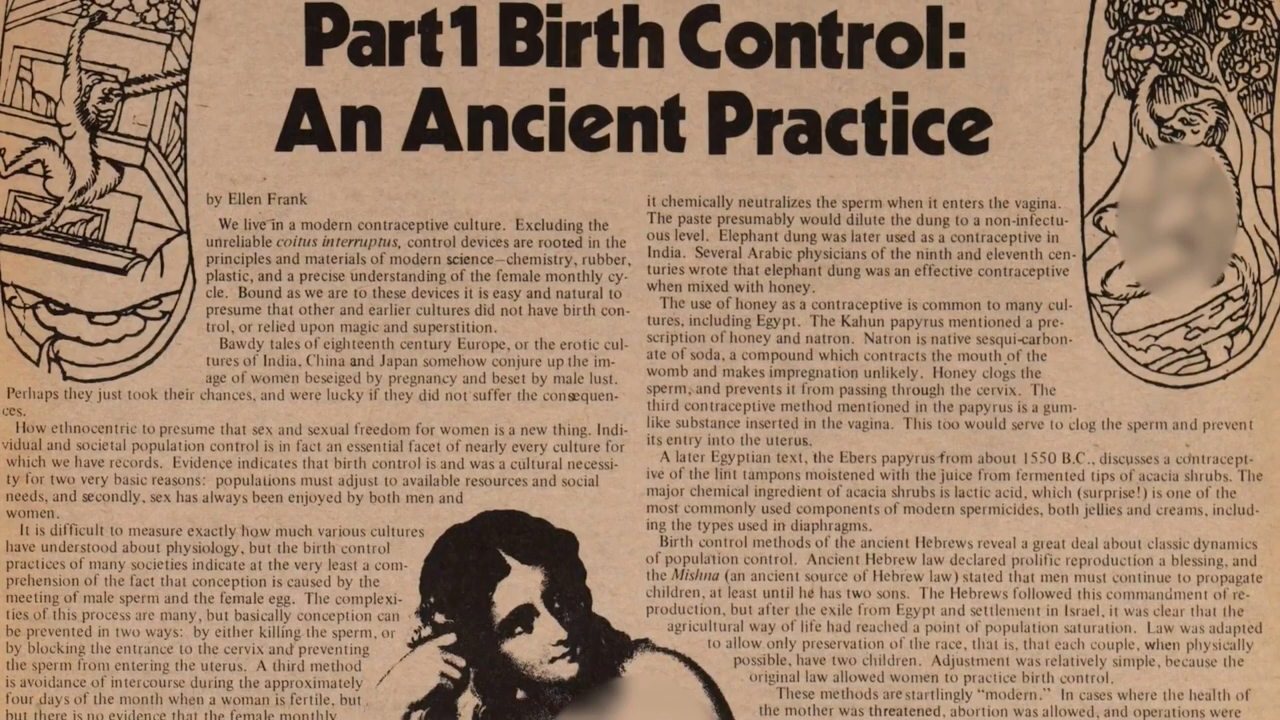 Part 1 Birth Control:
An Ancient Practice
by Ellen Frank
We live in a modern contraceptive culture. Excluding the
unreliable coitus interruptus, control devices are rooted in the
principles and materials of modern science—chemistry, rubber,
plastic, and a precise understanding of the female monthly cy-
cle. Bound as we are to these devices it is easy and natural to
presume that other and earlier cultures did not have birth con-
trol, or relied upon magic and superstition.
Bawdy tales of eighteenth century Europe, or the erotic cul-
tures of India, China and Japan somehow conjure up the im-
age of women beseiged by pregnancy and beset by male lust.
Perhaps they just took their chances, and were lucky if they did not suffer the consequen-
ces.
How ethnocentric to presume that sex and sexual freedom for women is a new thing. Indi-
vidual and societal population control is in fact an essential facet of nearly every culture for
which we have records. Evidence indicates that birth control is and was a cultural necessi-
ty for two very basic reasons: populations must adjust to available resources and social
needs, and secondly, sex has always been enjoyed by both men and
women.
It is difficult to measure exactly how much various cultures
have understood about physiology, but the birth control
practices of many societies indicate at the very least a com-
prehension of the fact that conception is caused by the
meeting of male sperm and the female egg. The complexi-
ties of this process are many, but basically conception can
be prevented in two ways: by either killing the sperm, or
by blocking the entrance to the cervix and preventing
the sperm from entering the uterus. A third method
is avoidance of intercourse during the approximately
four days of the month when a woman is fertile, but
but there is no evidence that the female monthly
it chemically neutralizes the sperm when it enters the vagina.
The paste presumably would dilute the dung to a non-infectu-
ous level. Elephant dung was later used as a contraceptive in
India. Several Arabic physicians of the ninth and eleventh cen-
turies wrote that elephant dung was an effective contraceptive
when mixed with honey.
The use of honey as a contraceptive is common to many cul-
tures, including Egypt. The Kahun papyrus mentioned a pre-
scription of honey and natron. Natron is native sesqui-carbon-
ate of soda, a compound which contracts the mouth of the
womb and makes impregnation unlikely. Honey clogs the
sperm, and prevents it from passing through the cervix. The
third contraceptive method mentioned in the papyrus is a gum-
like substance inserted in the vagina. This too would serve to clog the sperm and prevent
its entry into the uterus.
A later Egyptian text, the Ebers papyrus from about 1550 B.C., discusses a contracept-
ive of the lint tampons moistened with the juice from fermented tips of acacia shrubs. The
major chemical ingredient of acacia shrubs is lactic acid, which (surprise!) is one of the
most commonly used components of modern spermicides, both jellies and creams, includ-
ing the types used in diaphragms.
Birth control methods of the ancient Hebrews reveal a great deal about classic dynamics
of population control. Ancient Hebrew law declared prolific reproduction a blessing, and
the Mishna (an ancient source of Hebrew law) stated that men must continue to propagate
children, at least until he has two sons. The Hebrews followed this commandment of re-
production, but after the exile from Egypt and settlement in Israel, it was clear that the
agricultural way of life had reached a point of population saturation. Law was adapted
to allow only preservation of the race, that is, that each couple, when physically
possible, have two children. Adjustment was relatively simple, because the
original law allowed women to practice birth control.
These methods are startlingly “modern.” In cases where the health of
the mother was threatened, abortion was allowed, and operations were